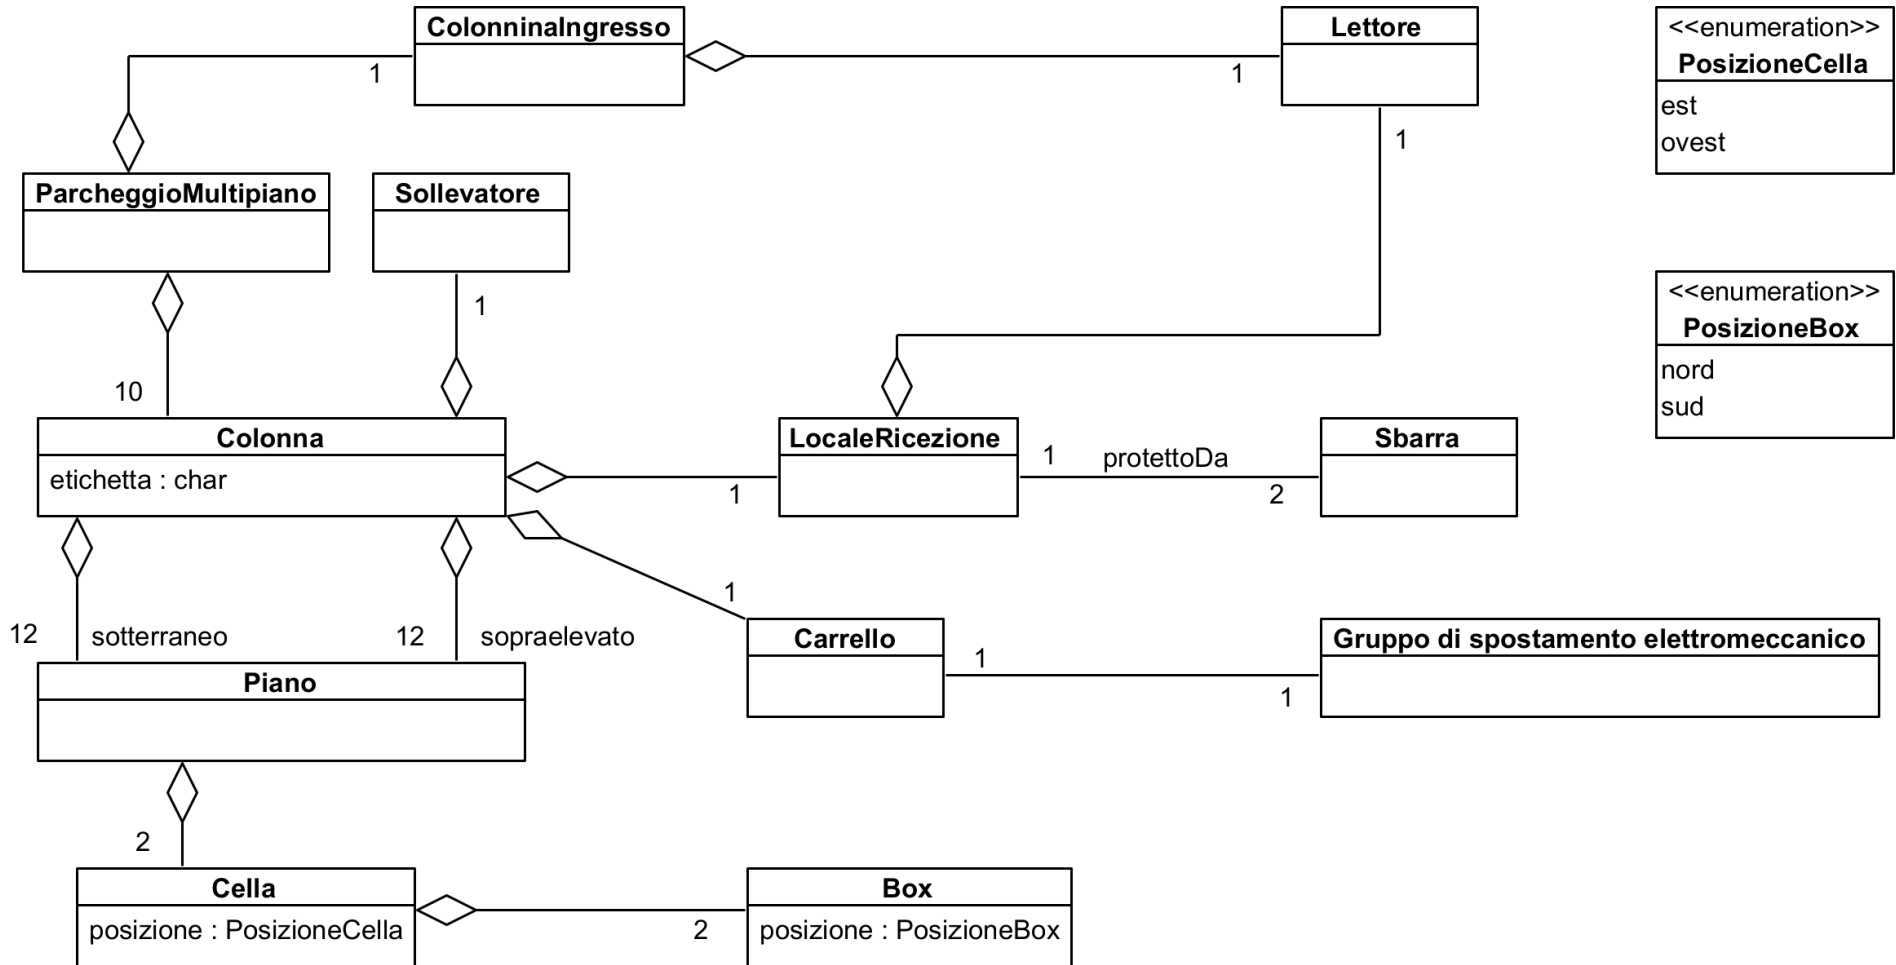 ColonninaIngresso
Lettore
<<enumeration>>
PosizioneCella
est
ovest
1
1
1
ParcheggioMultipiano
Sollevatore
1
<<enumeration>>
PosizioneBox
nord
sud
10
Colonna
etichetta : char
LocaleRicezione
Sbarra
1
protettoDa
1
2
12
sotterraneo
12
sopraelevato
1
Carrello
Gruppo di spostamento elettromeccanico
1
1
Piano
2
Cella
posizione : PosizioneCella
Box
posizione : PosizioneBox
2